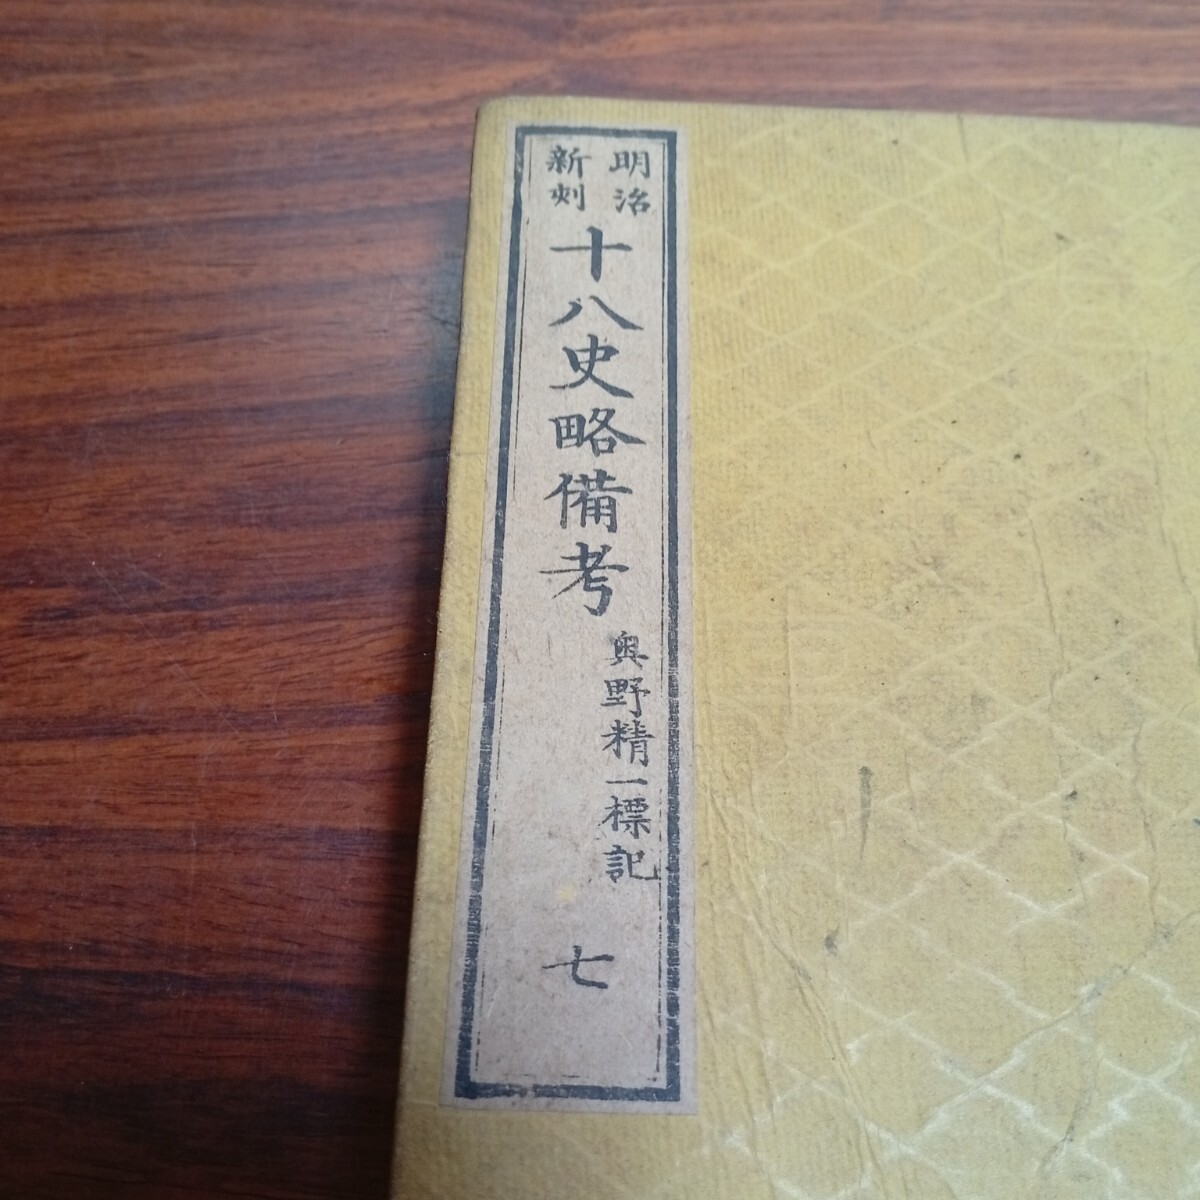 明治
新刻
十八史略備考
奥野精一標記
七